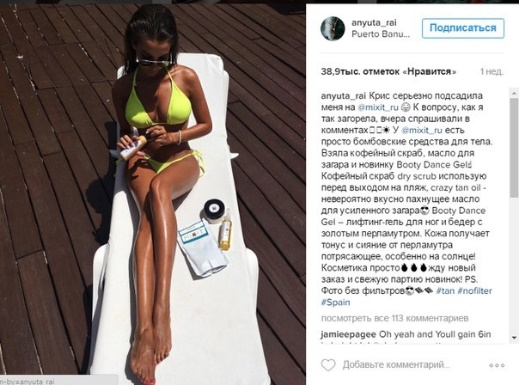 anyuta_rai
Puerto Banu...
Подписаться
38,9тыс. отметок «Нравится»
1 нед.
anyuta_rai Крис серьезно подсадила
меня на @mixit_ru 😜 К вопросу, как я
так загорела, вчера спрашивали в
комментах☀ У @mixit_ru есть
просто бомбовские средства для тела.
Взяла кофейный скраб, масло для
загара и новинку Booty Dance Gel
Кофейный скраб dry scrub использую
перед выходом на пляж, crazy tan oil -
невероятно вкусно пахнущее масло
для усиленного загара😎 Booty Dance
Gel – лифтинг-гель для ног и бедер с
золотым перламутром. Кожа получает
тонус и сияние от перламутра
потрясающее, особенно на солнце!
Косметика просто🔥🔥🔥жду новый
заказ и свежую партию новинок! PS.
Фото без фильтров😎 #tan #nofilter
#Spain
посмотреть все 113 комментариев
jamieepagee Oh yeah and Youll gain 6in
Добавьте комментарий...